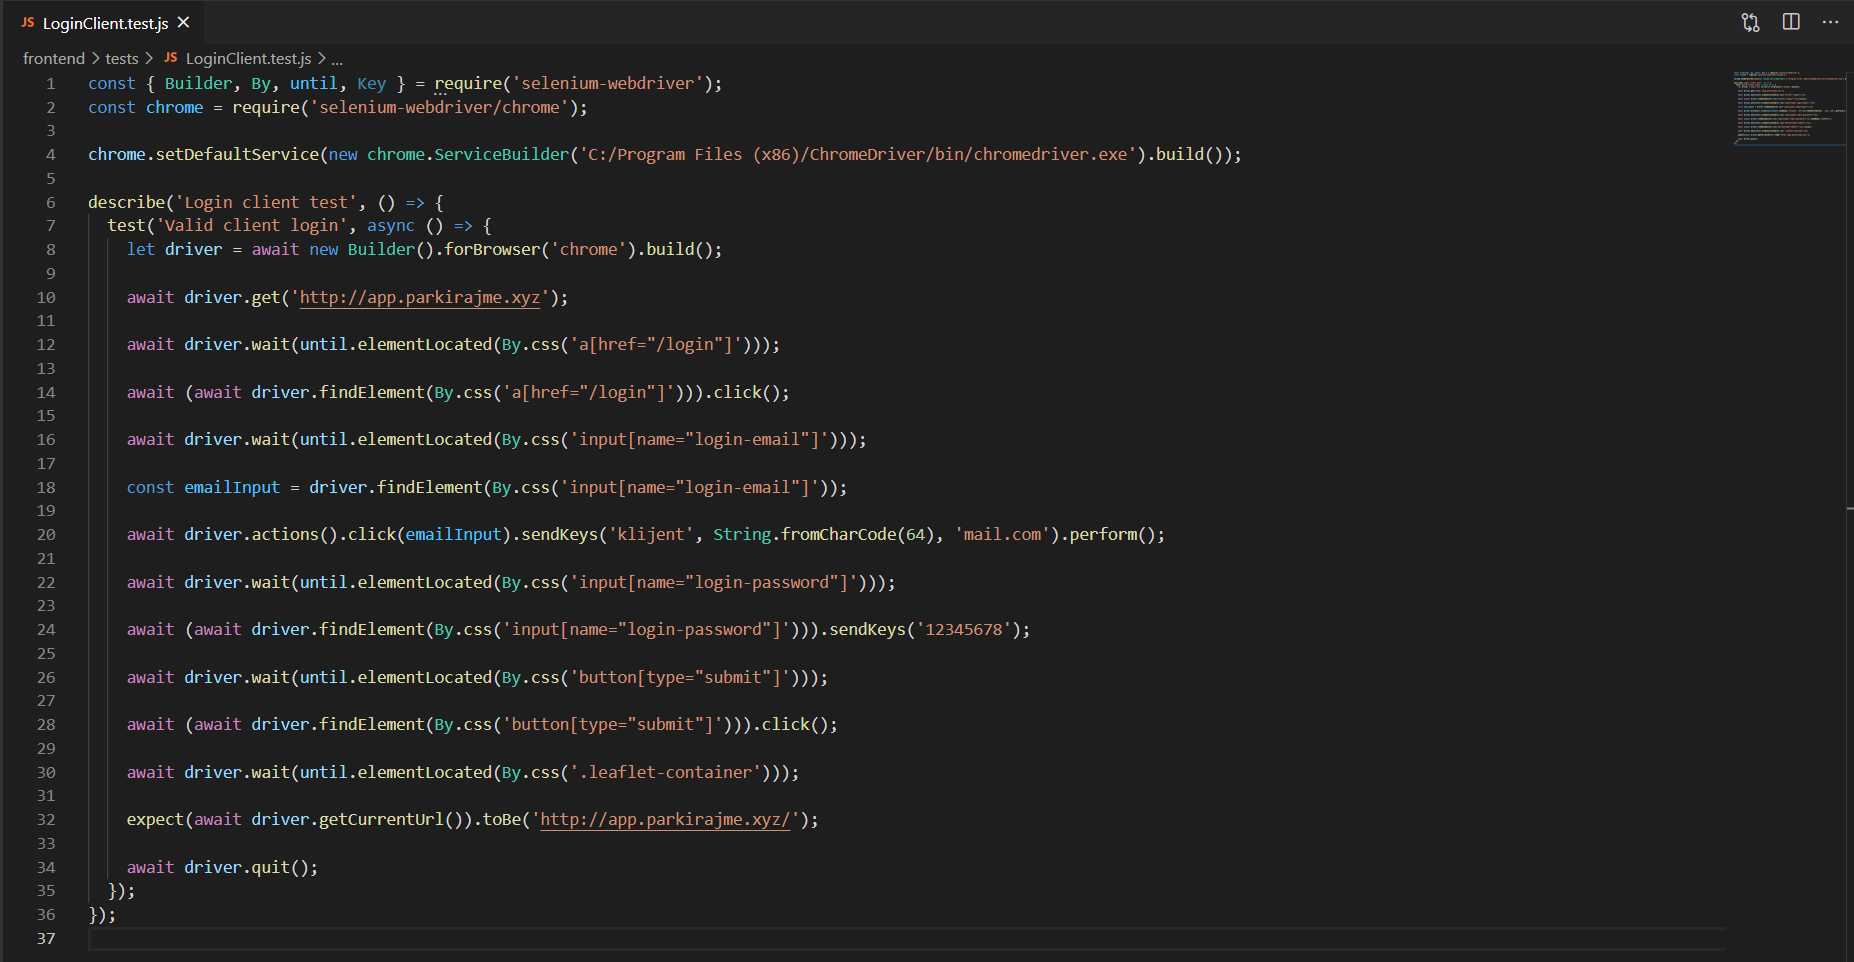 JS LoginClient.test.js
frontend > tests > JS LoginClient.test.js > ...
1 const { Builder, By, until, Key } = require('selenium-webdriver');
2 const chrome = require('selenium-webdriver/chrome');
3
4 chrome.setDefaultService(new chrome.ServiceBuilder('C:/Program Files (x86)/ChromeDriver/bin/chromedriver.exe').build());
5
6 describe('Login client test', () => {
7 test('Valid client login', async () => {
8 let driver = await new Builder().forBrowser('chrome').build();
9
10 await driver.get('http://app.parkirajme.xyz');
11
12 await driver.wait(until.elementLocated(By.css('a[href="/login"]')));
13
14 await (await driver.findElement(By.css('a[href="/login"]'))).click();
15
16 await driver.wait(until.elementLocated(By.css('input[name="login-email"]')));
17
18 const emailInput = driver.findElement(By.css('input[name="login-email"]'));
19
20 await driver.actions().click(emailInput).sendKeys('klijent', String.fromCharCode(64), 'mail.com').perform();
21
22 await driver.wait(until.elementLocated(By.css('input[name="login-password"]')));
23
24 await (await driver.findElement(By.css('input[name="login-password"]'))).sendKeys('12345678');
25
26 await driver.wait(until.elementLocated(By.css('button[type="submit"]')));
27
28 await (await driver.findElement(By.css('button[type="submit"]'))).click();
29
30 await driver.wait(until.elementLocated(By.css('.leaflet-container')));
31
32 expect(await driver.getCurrentUrl()).toBe('http://app.parkirajme.xyz/');
33
34 await driver.quit();
35 });
36 });
37